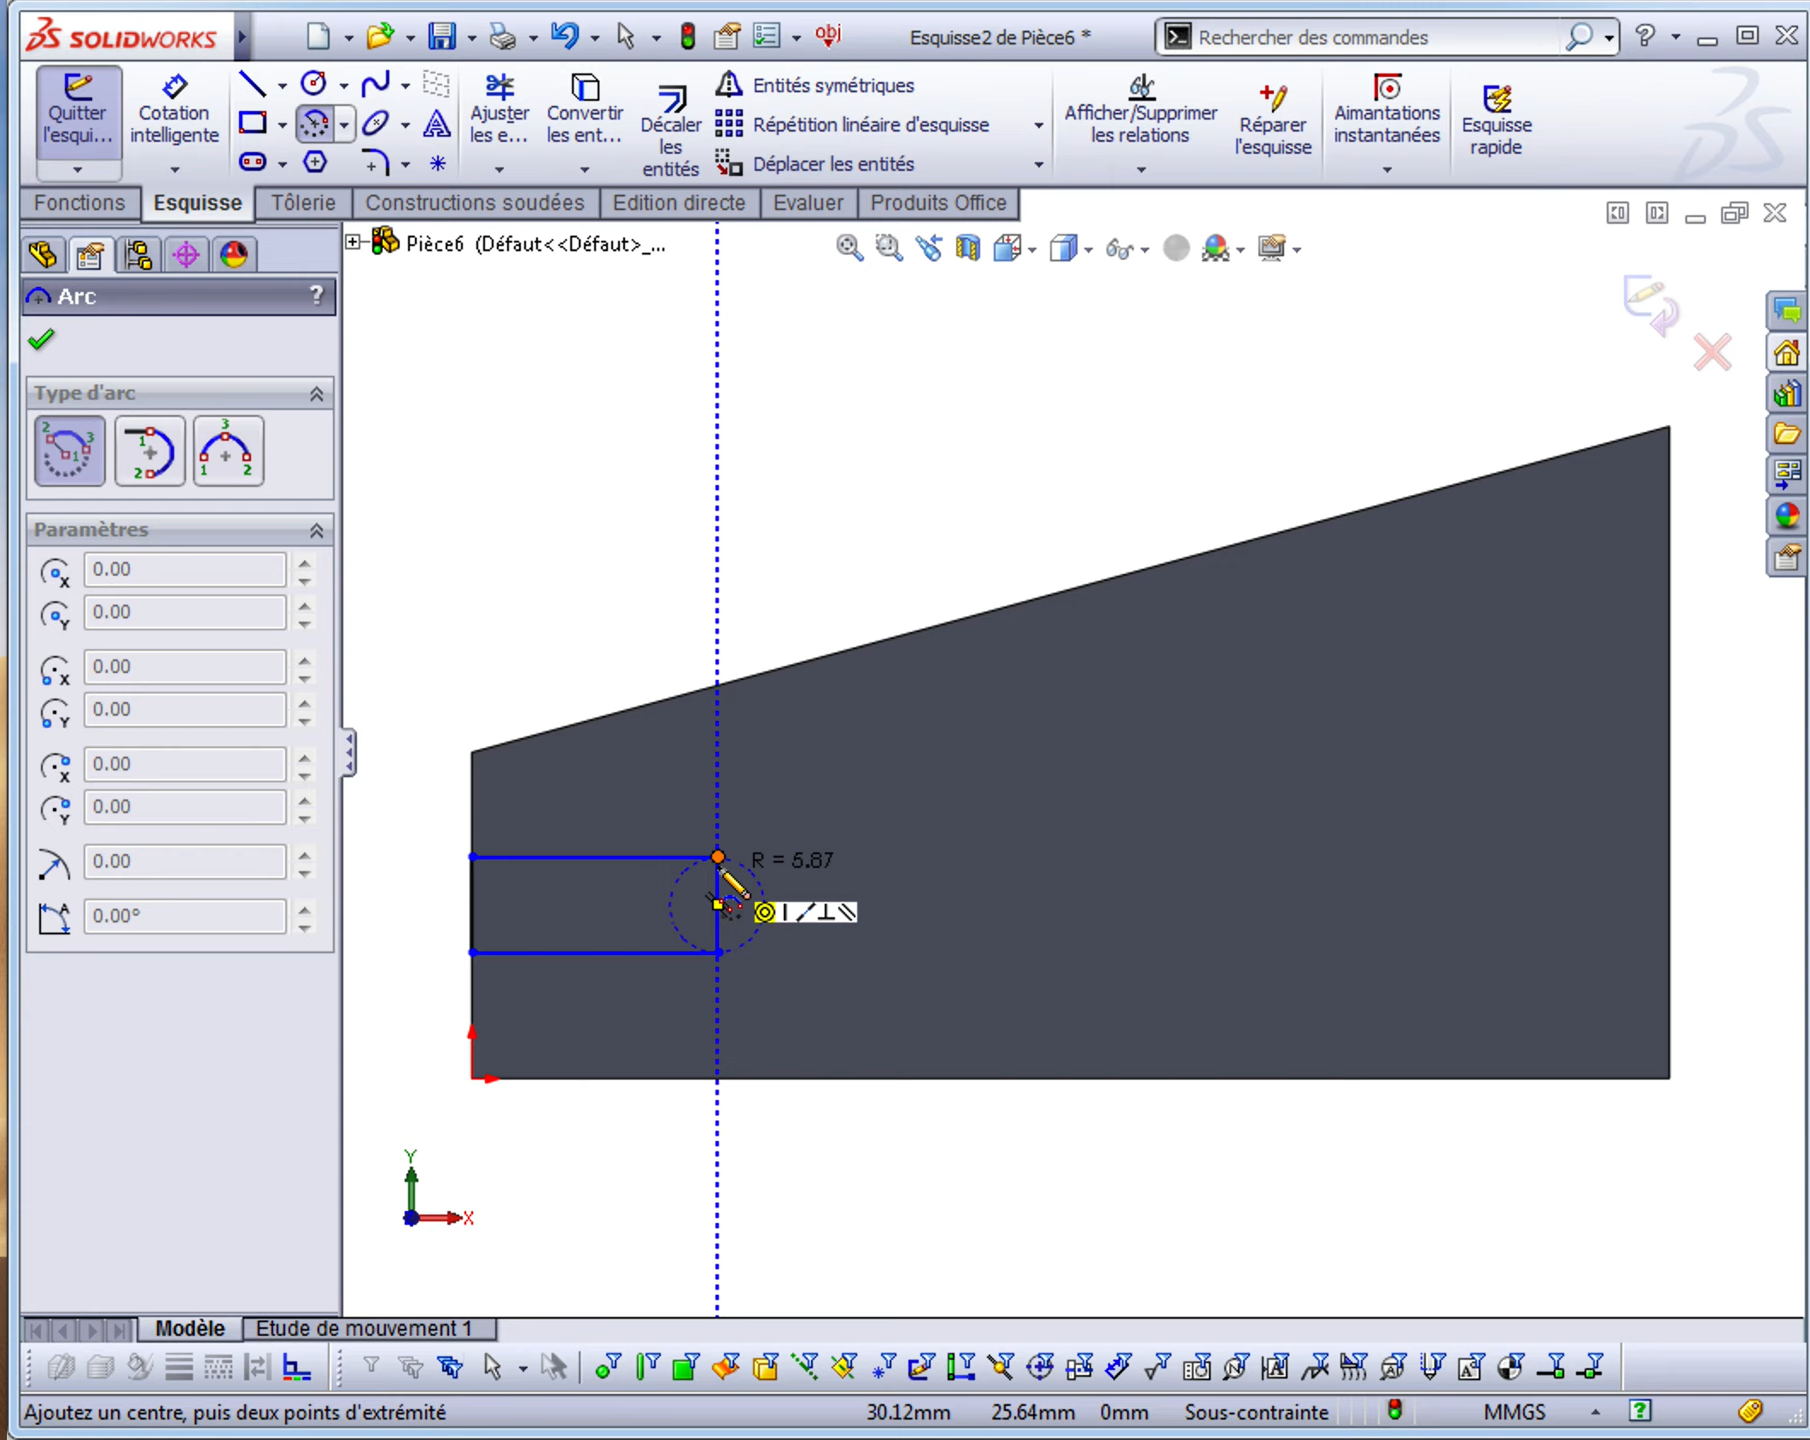 SOLIDWORKS
obj
Esquisse2 de Pièce6 *
Rechercher des commandes
?
Quitter
l'esqui...
Cotation
intelligente
Ajuster
les e...
Convertir
les ent...
Décaler
les
entités
Entités symétriques
Répétition linéaire d'esquisse
Déplacer les entités
Afficher/Supprimer
les relations
Réparer
l'esquisse
Aimantations
instantanées
Esquisse
rapide
Fonctions
Esquisse
Tôlerie
Constructions soudées
Edition directe
Evaluer
Produits Office
Pièce6 (Défaut<<Défaut>_...
Arc
?
Type d'arc
Paramètres
0.00
0.00
0.00
0.00
0.00
0.00
0.00
0.00°
R = 5.87
Y
X
Modèle
Etude de mouvement 1
Ajoutez un centre, puis deux points d'extrémité
30.12mm
25.64mm
0mm
Sous-contrainte
MMGS
?